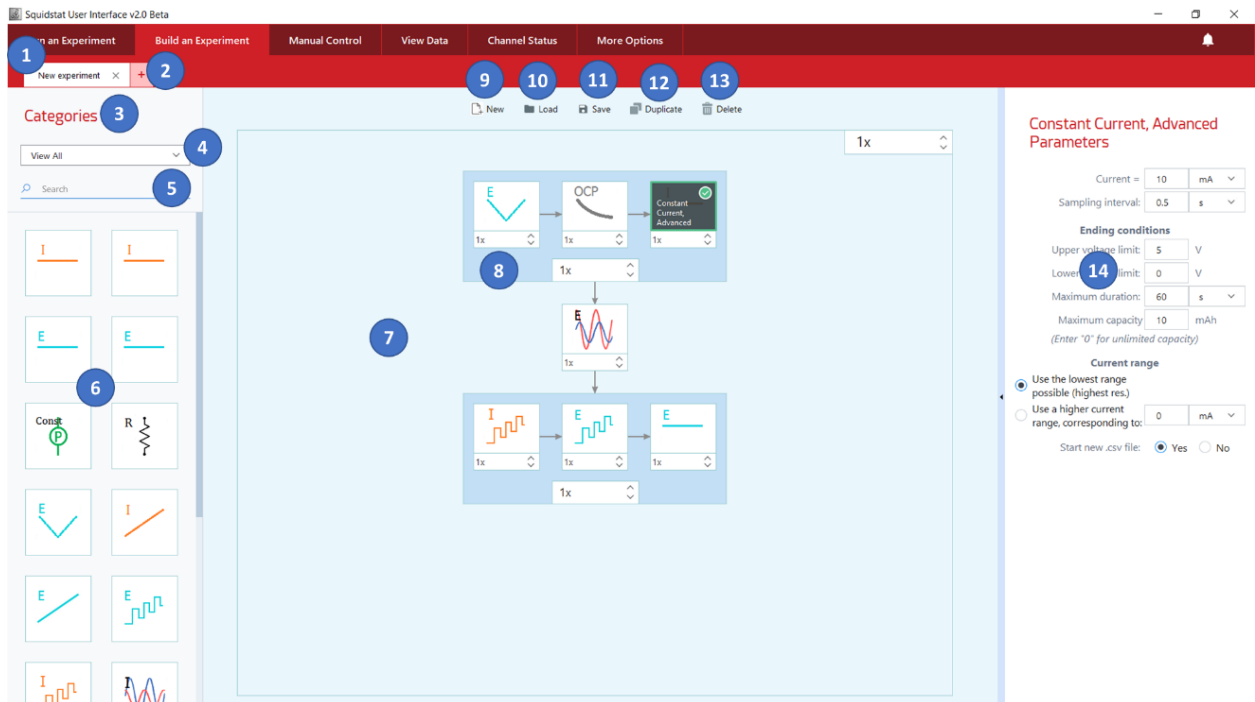 Squidstat User Interface v2.0 Beta
an Experiment
Build an Experiment
Manual Control
View Data
Channel Status
More Options
1
New experiment
+
2
3
4
5
6
7
8
9
10
11
12
13
14
Categories
View All
Search
I
I
E
E
Const
P
R
E
I
E
E
I
I
New
Load
Save
Duplicate
Delete
1x
E
OCP
Constant
Current,
Advanced
1x
1x
1x
1x
E
1x
I
E
E
1x
1x
1x
1x
Constant Current, Advanced
Parameters
Current = 10 mA
Sampling interval: 0.5 s
Ending conditions
Upper voltage limit: 5 V
Lower limit: 0 V
Maximum duration: 60 s
Maximum capacity 10 mAh
(Enter "0" for unlimited capacity)
Current range
Use the lowest range
possible (highest res.)
Use a higher current
range, corresponding to: 0 mA
Start new .csv file: Yes No